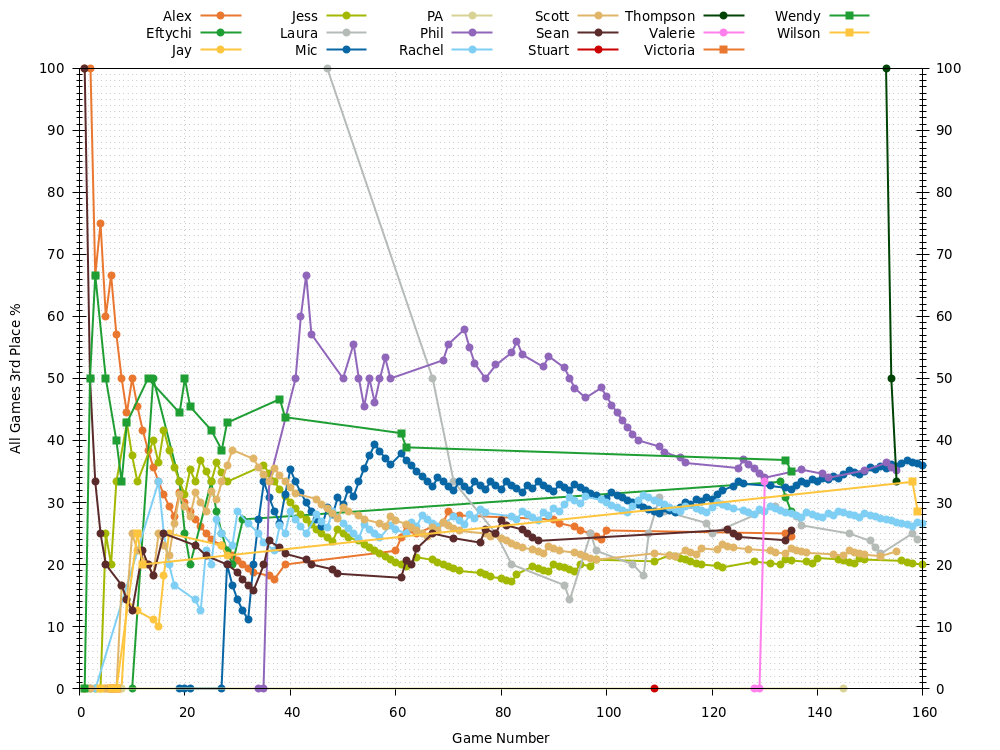 Alex Jess PA Scott Thompson Wendy
Eftychi Laura Phil Sean Valerie Wilson
Jay Mic Rachel Stuart Victoria
100 100
90 90
80 80
70 70
60 60
50 50
40 40
30 30
20 20
10 10
0 0
0 20 40 60 80 100 120 140 160
All Games 3rd Place %
Game Number